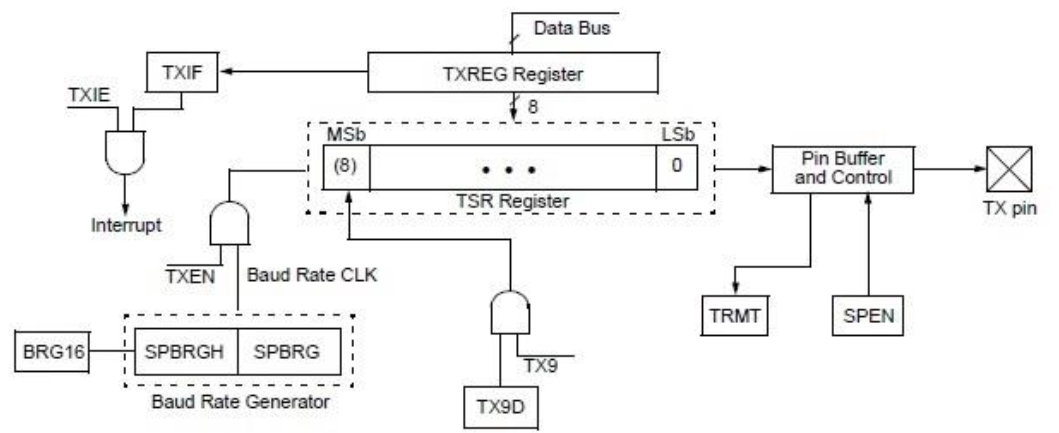 Data Bus
TXIF
TXREG Register
TXIE
8
MSb
LSb
(8)
• • •
0
TSR Register
Pin Buffer
and Control
TX pin
Interrupt
TXEN
Baud Rate CLK
TRMT
SPEN
BRG16
SPBRGH
SPBRG
TX9
Baud Rate Generator
TX9D